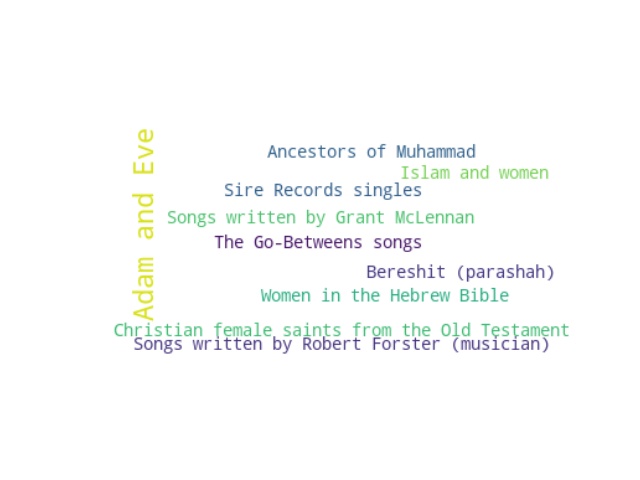 Adam and Eve
Ancestors of Muhammad
Islam and women
Sire Records singles
Songs written by Grant McLennan
The Go-Betweens songs
Bereshit (parashah)
Women in the Hebrew Bible
Christian female saints from the Old Testament
Songs written by Robert Forster (musician)